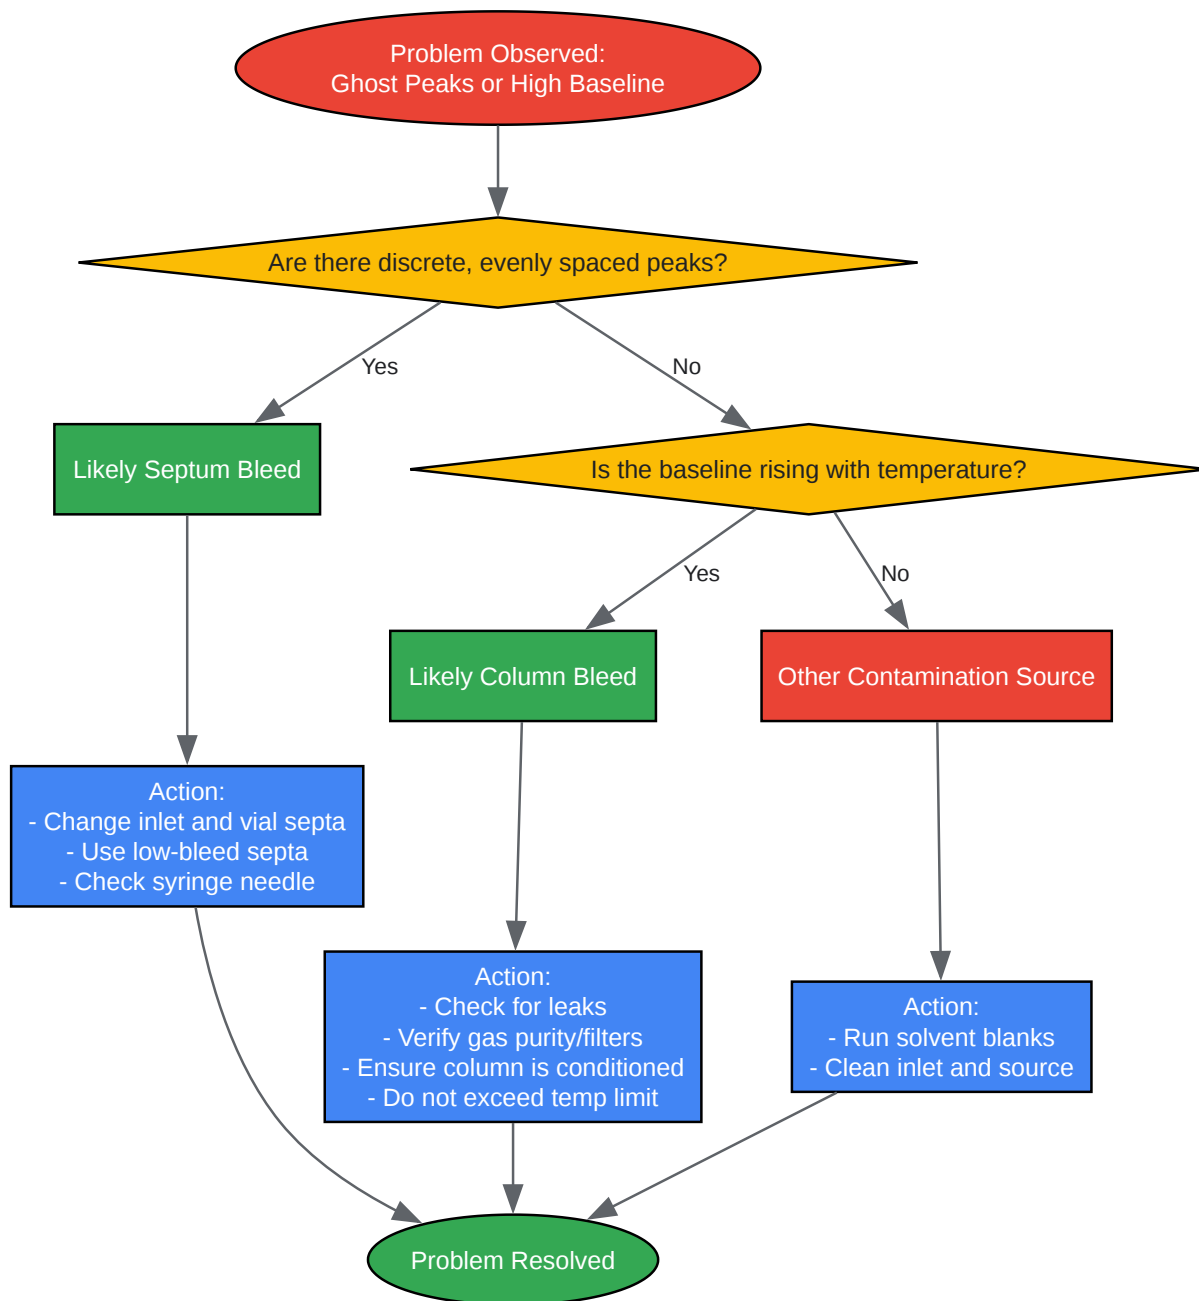 Problem Observed:
Ghost Peaks or High Baseline
Are there discrete, evenly spaced peaks?
Yes
No
Likely Septum Bleed
Is the baseline rising with temperature?
Yes
No
Likely Column Bleed
Other Contamination Source
Action:
- Change inlet and vial septa
- Use low-bleed septa
- Check syringe needle
Action:
- Check for leaks
- Verify gas purity/filters
- Ensure column is conditioned
- Do not exceed temp limit
Action:
- Run solvent blanks
- Clean inlet and source
Problem Resolved